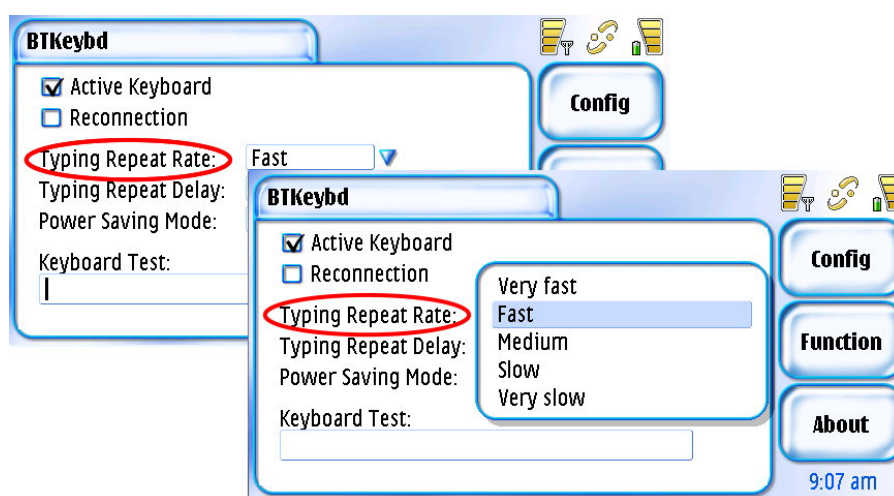 BTKeybd
Active Keyboard
Reconnection
Config
Typing Repeat Rate: Fast
Typing Repeat Delay:
Power Saving Mode:
Keyboard Test:
BTKeybd
Active Keyboard
Reconnection
Config
Very fast
Typing Repeat Rate: Fast
Typing Repeat Delay: Medium
Function
Power Saving Mode: Slow
Very slow
Keyboard Test:
About
9:07 am